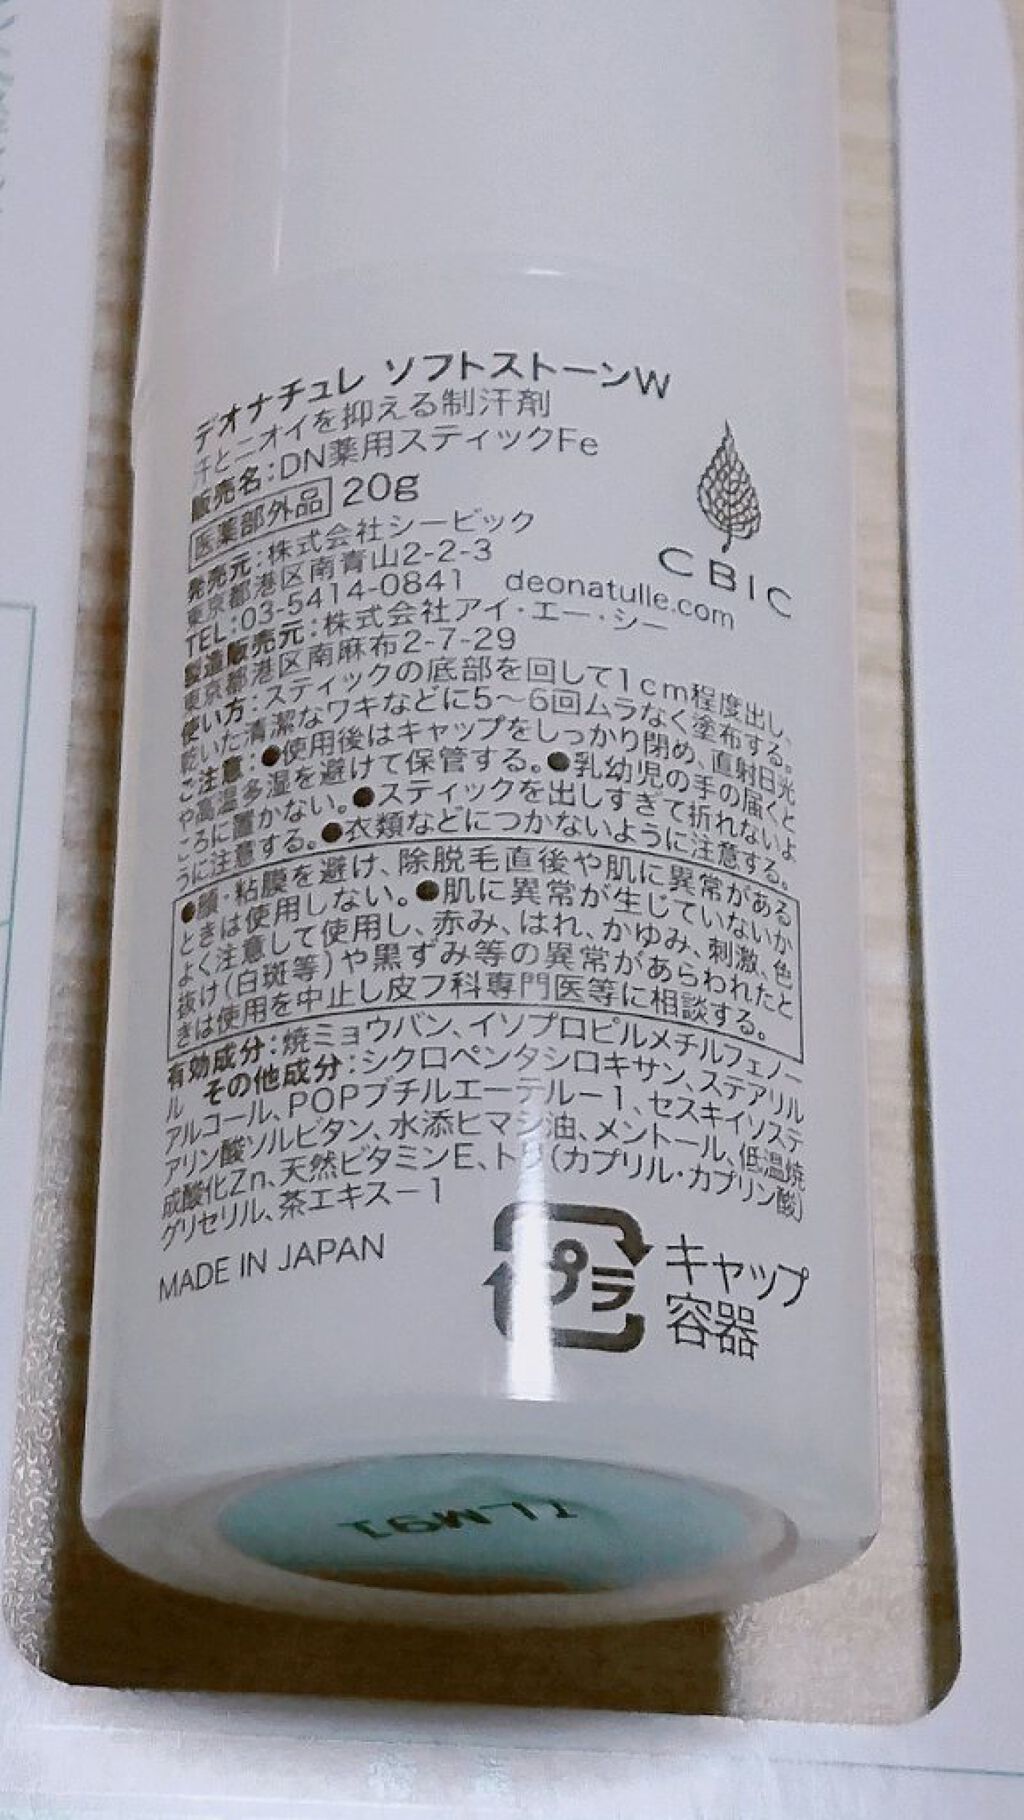 デオナチュレ ソフトストーンW
汗とニオイを抑える制汗剤
販売名:DN薬用スティックFe
医薬部外品 20g
CBIC
発売元:株式会社シービック
東京都港区南青山2-2-3
TEL:03-5414-0841 deonatulle.com
製造販売元:株式会社アイ・エー・シー
東京都港区南麻布2-7-29
使い方:スティックの底部を回して1cm程度出し、
乾いた清潔なワキなどに5〜6回ムラなく塗布する。
ご注意:●使用後はキャップをしっかり閉め、直射日光
や高温多湿を避けて保管する。●乳幼児の手の届くと
ころに置かない。●スティックを出しすぎて折れないよ
うに注意する。●衣類などにつかないように注意する。
●顔・粘膜を避け、除脱毛直後や肌に異常がある
ときは使用しない。●肌に異常が生じていないか
よく注意して使用し、赤み、はれ、かゆみ、刺激、色
抜け(白斑等)や黒ずみ等の異常があらわれたと
きは使用を中止し皮フ科専門医等に相談する。
有効成分:焼ミョウバン、イソプロピルメチルフェノー
ル その他成分:シクロペンタシロキサン、ステアリル
アルコール、POPブチルエーテル-1、セスキイソステ
アリン酸ソルビタン、水添ヒマシ油、メントール、低温焼
成酸化Zn、天然ビタミンE、トリ(カプリル・カプリン酸)
グリセリル、茶エキス-1
MADE IN JAPAN
プラ キャップ
容器